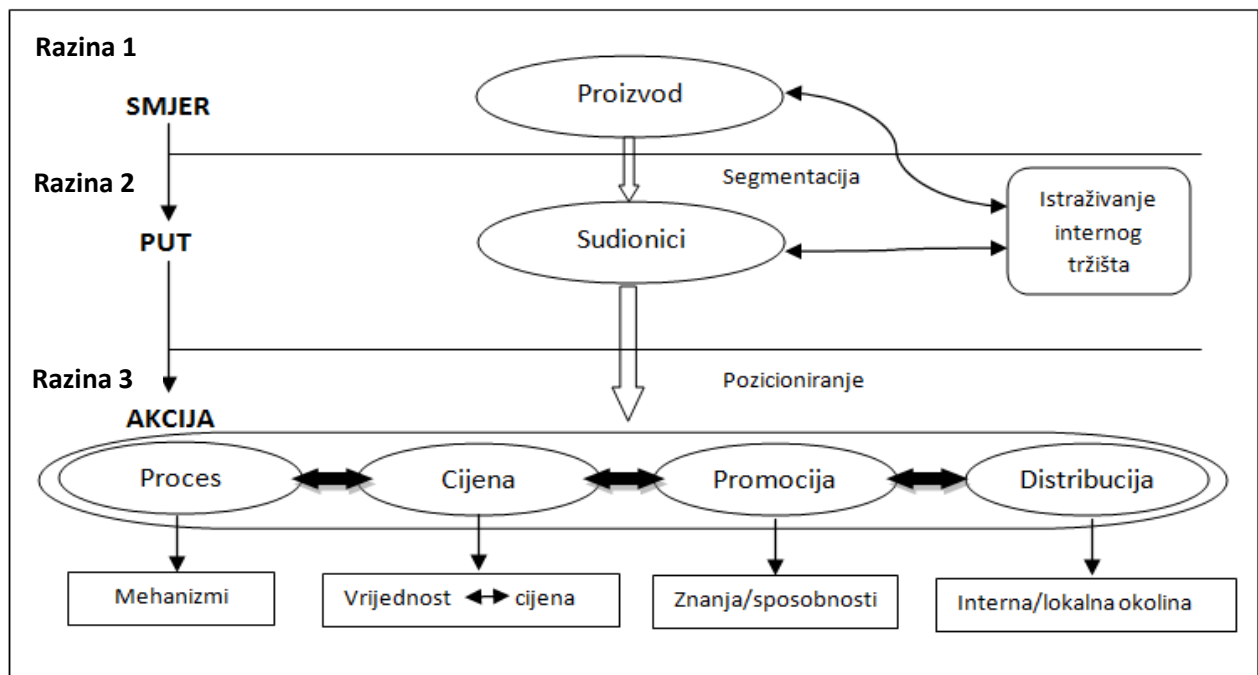 Razina 1
SMJER
Proizvod
Razina 2
Segmentacija
PUT
Sudionici
Istraživanje
internog
tržišta
Razina 3
Pozicioniranje
AKCIJA
Proces
Cijena
Promocija
Distribucija
Mehanizmi
Vrijednost cijena
Znanja/sposobnosti
Interna/lokalna okolina